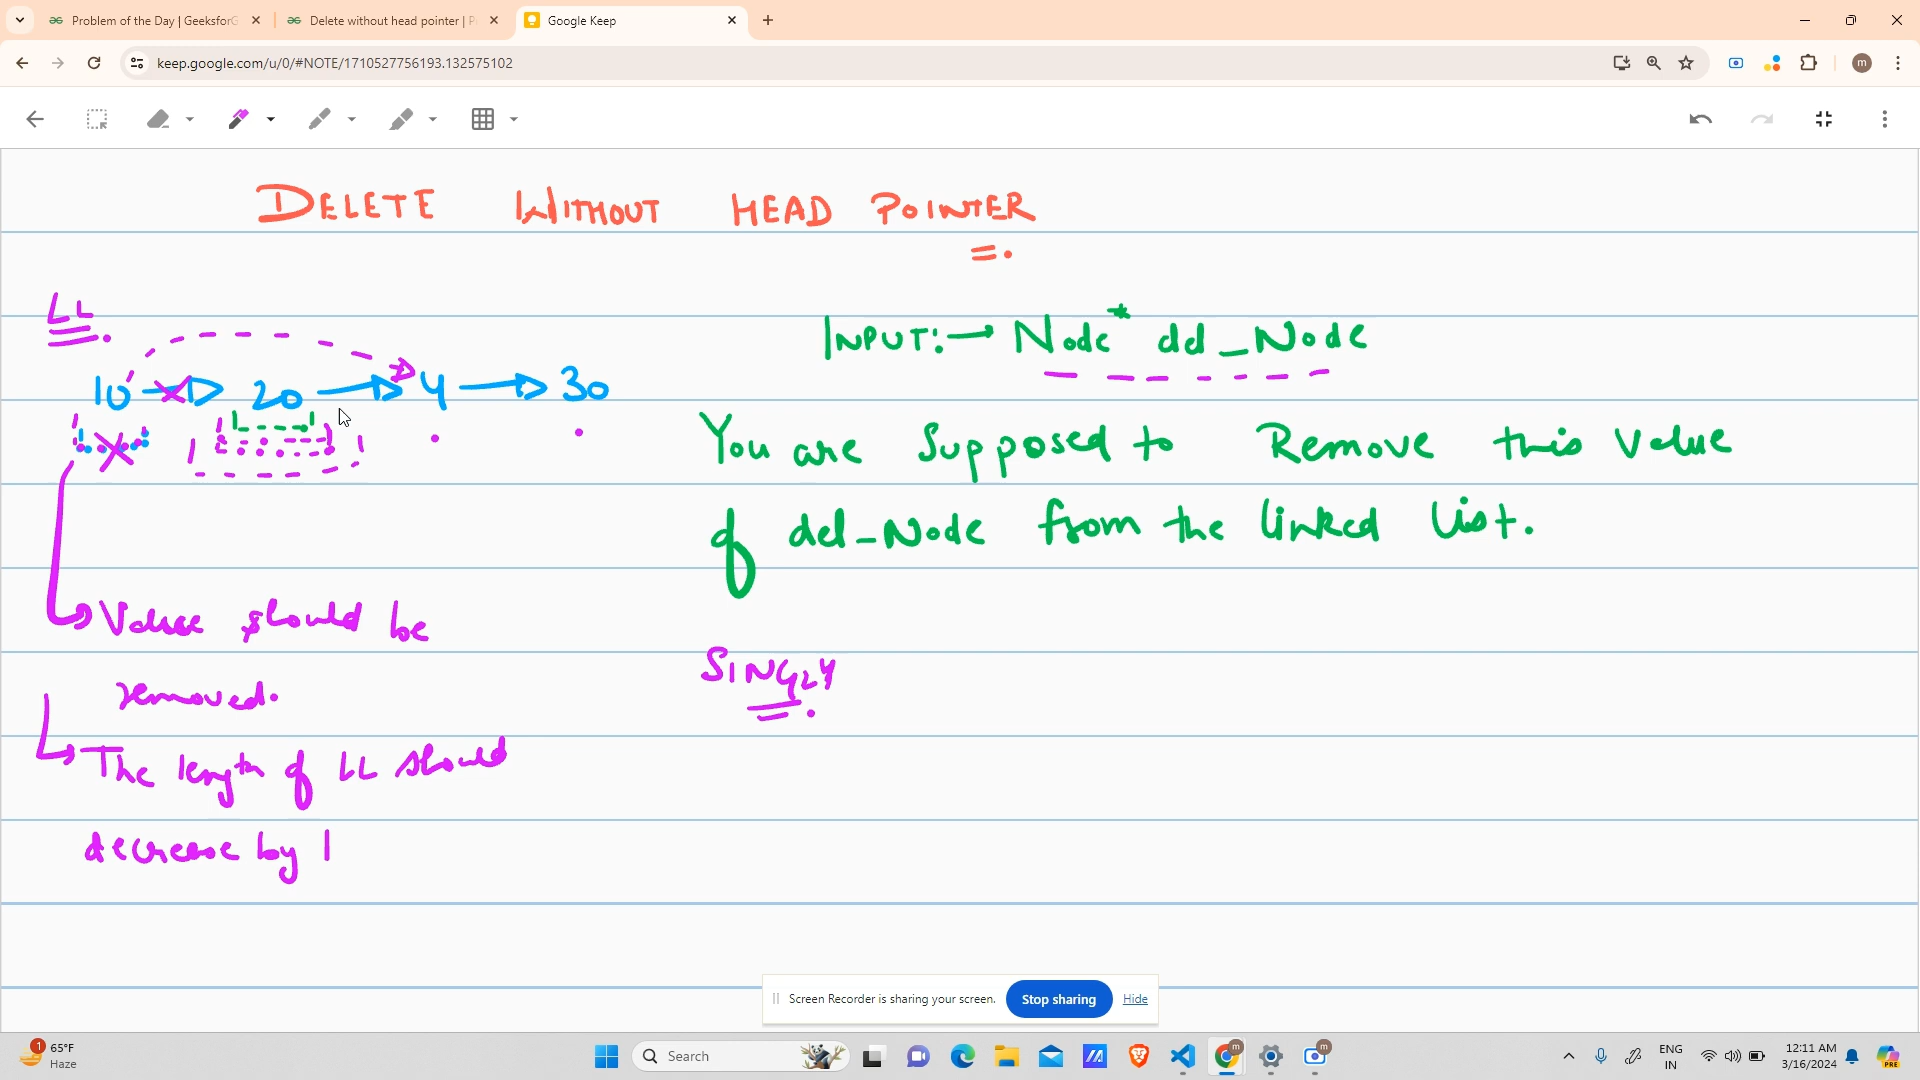 Problem of the Day | GeeksforG
Delete without head pointer | P
Google Keep
keep.google.com/u/0/#NOTE/1710527756193.132575102
m
DELETE WITHOUT HEAD POINTER
LL
10 20 4 30
INPUT:→ Node* del_Node
You are supposed to Remove this value
of del_Node from the linked list.
Value should be
removed.
SINGLY
The length of LL should
decrease by 1
Screen Recorder is sharing your screen. Stop sharing Hide
1 65°F
Haze
Search
ENG
IN
12:11 AM
3/16/2024
PRE